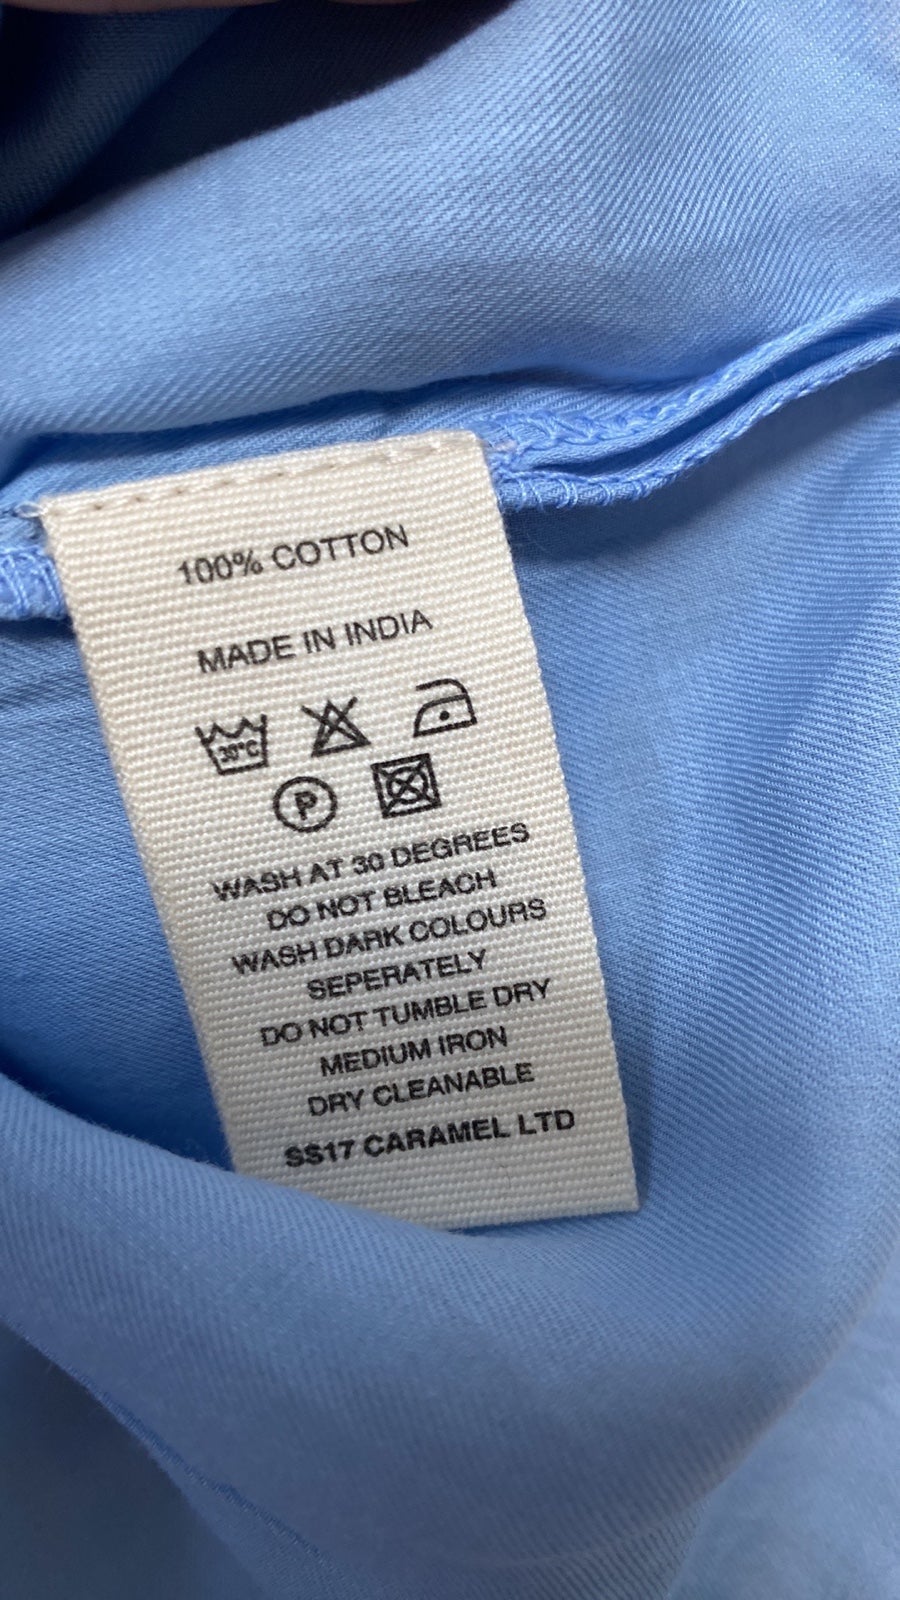 100% COTTON
MADE IN INDIA
30°C
P
WASH AT 30 DEGREES
DO NOT BLEACH
WASH DARK COLOURS
SEPERATELY
DO NOT TUMBLE DRY
MEDIUM IRON
DRY CLEANABLE
SS17 CARAMEL LTD